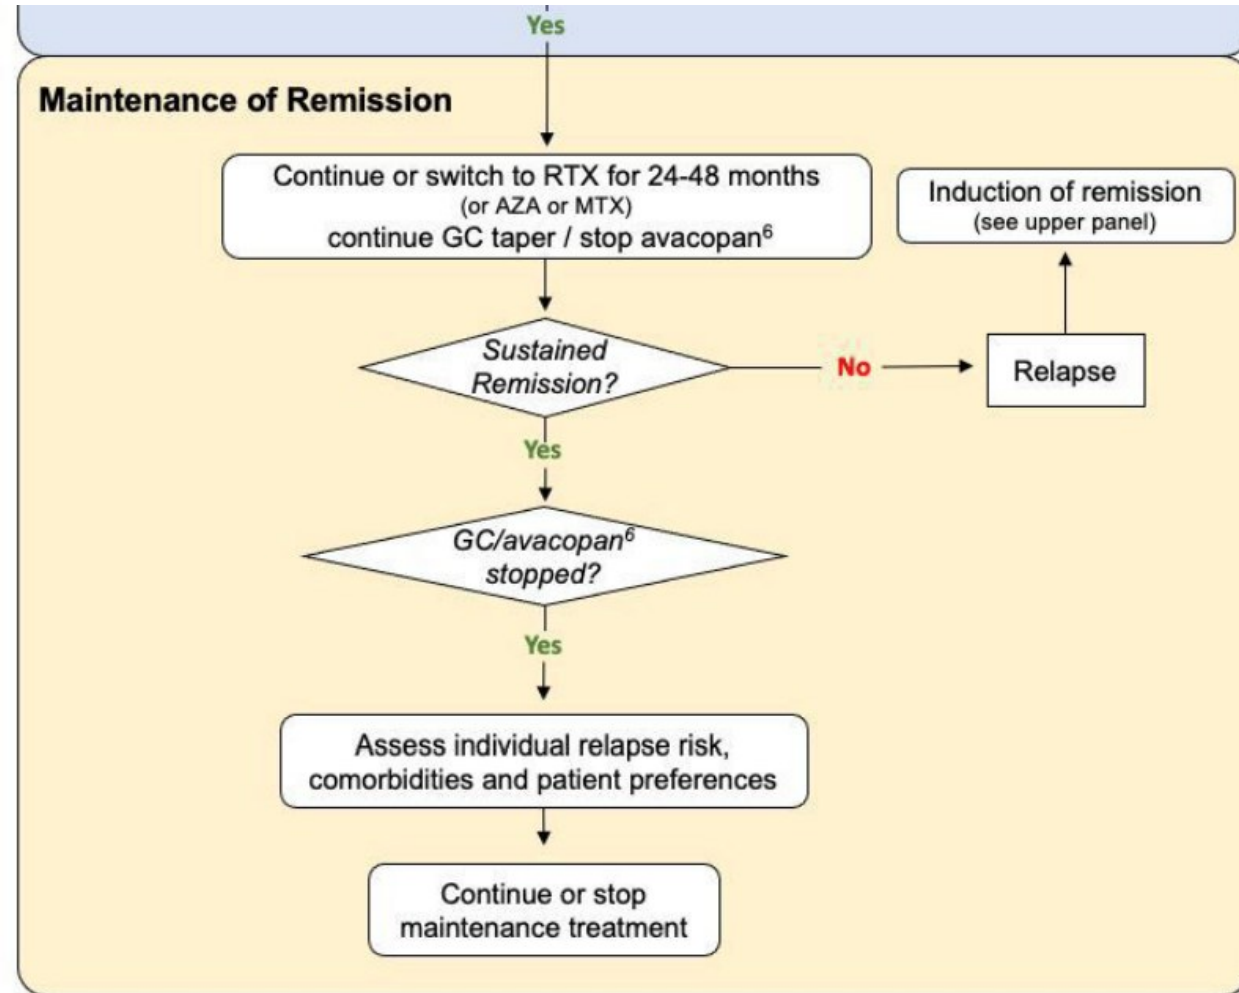 Yes
Maintenance of Remission
Continue or switch to RTX for 24-48 months
(or AZA or MTX)
continue GC taper / stop avacopan⁶
Induction of remission
(see upper panel)
Sustained
Remission?
No
Relapse
Yes
GC/avacopan⁶
stopped?
Yes
Assess individual relapse risk,
comorbidities and patient preferences
Continue or stop
maintenance treatment